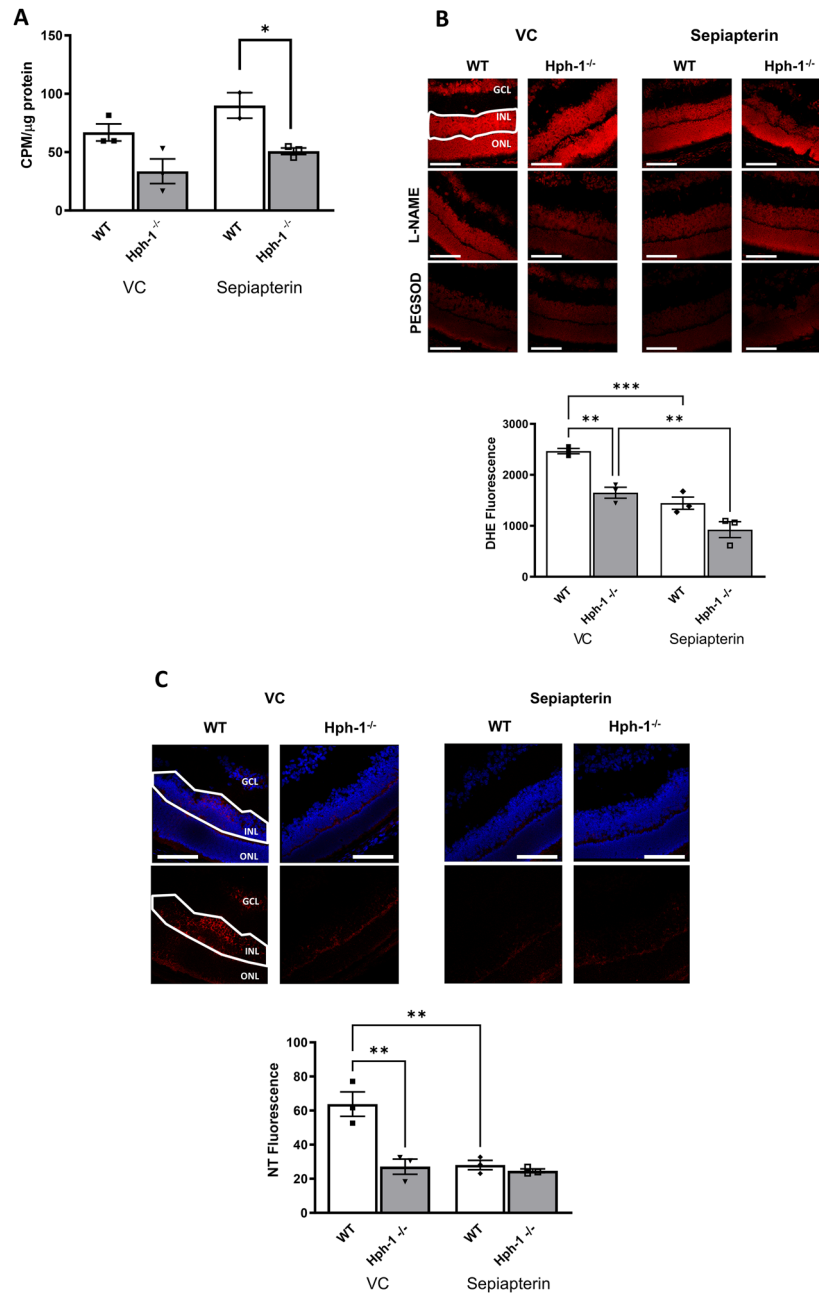 A
CPM/μg protein
150
100
50
0
*
WT
Hph-1-/-
WT
Hph-1-/-
VC
Sepiapterin
B
VC
Sepiapterin
WT
Hph-1-/-
WT
Hph-1-/-
GCL
INL
ONL
L-NAME
PEGSOD
DHE Fluorescence
3000
2000
1000
0
***
**
**
WT
Hph-1 -/-
WT
Hph-1 -/-
VC
Sepiapterin
C
VC
Sepiapterin
WT
Hph-1-/-
WT
Hph-1-/-
GCL
INL
ONL
GCL
INL
ONL
NT Fluorescence
100
80
60
40
20
0
**
**
WT
Hph-1 -/-
WT
Hph-1 -/-
VC
Sepiapterin